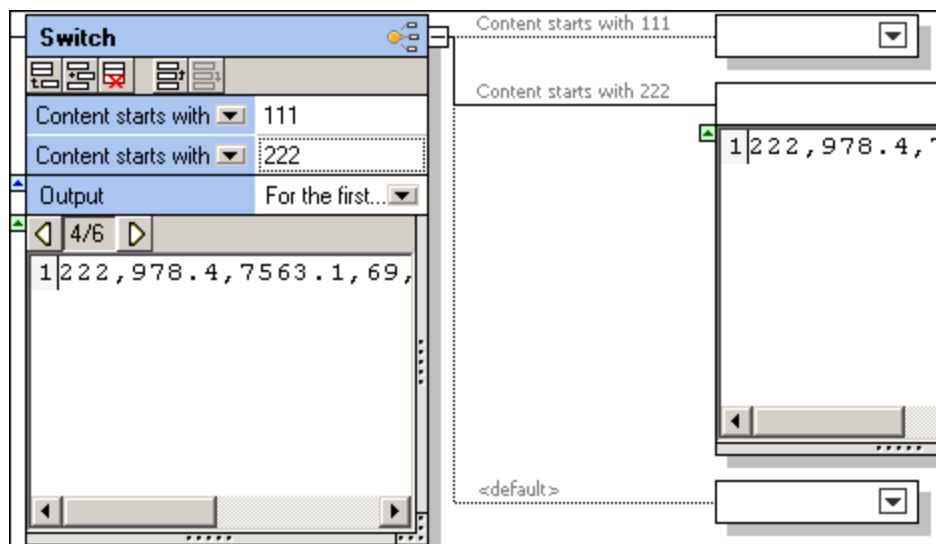 Switch
Content starts with 111
Content starts with 222
Output For the first...
4/6
1 222,978.4,7563.1,69,
Content starts with 111
Content starts with 222
1 222,978.4,
<default>